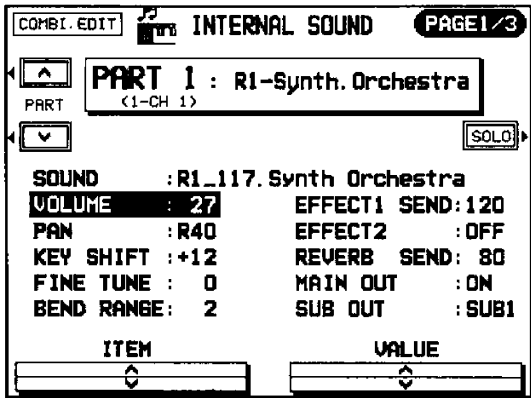 COMBI.EDIT INTERNAL SOUND PAGE1/3
PART 1 : R1-Synth.Orchestra
PART (1-CH 1)
SOLO
SOUND :R1_117.Synth Orchestra
VOLUME : 27 EFFECT1 SEND:120
PAN :R40 EFFECT2 :OFF
KEY SHIFT :+12 REVERB SEND: 80
FINE TUNE : 0 MAIN OUT :ON
BEND RANGE: 2 SUB OUT :SUB1
ITEM VALUE